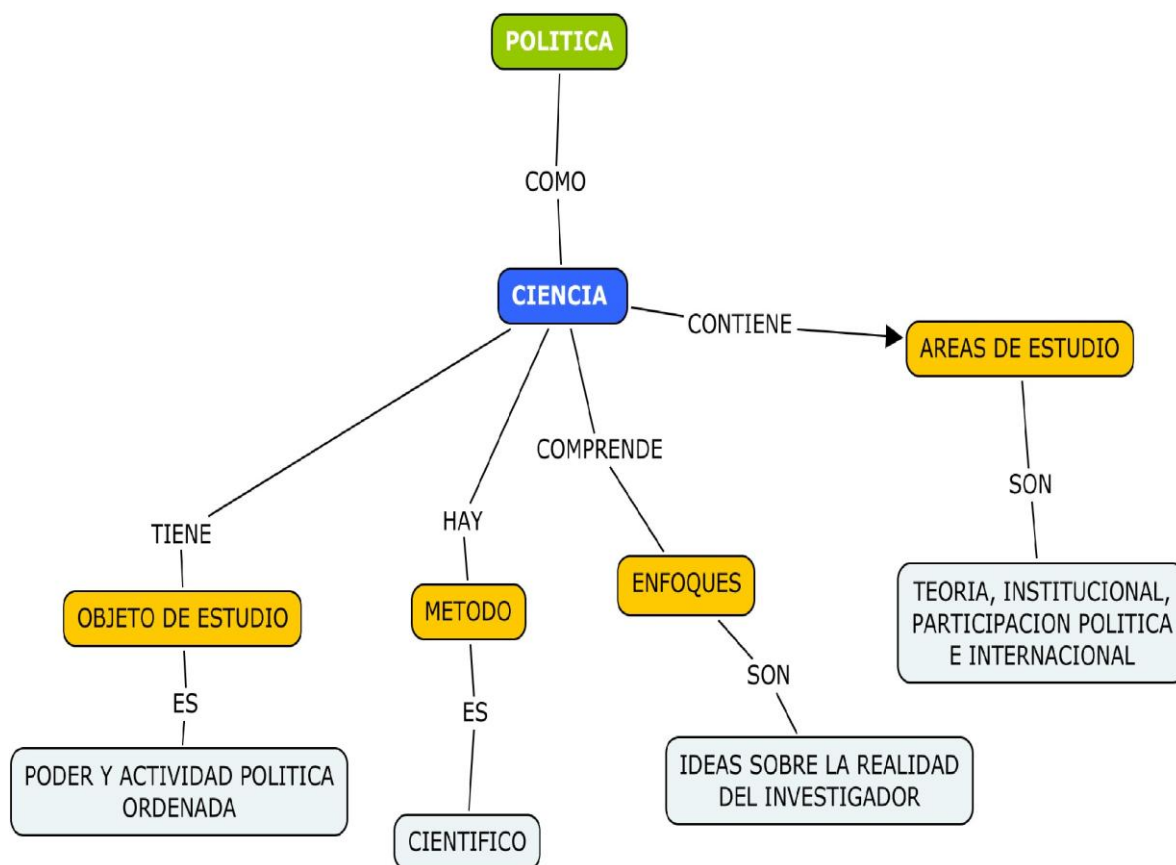 POLITICA
COMO
CIENCIA
CONTIENE
AREAS DE ESTUDIO
COMPRENDE
SON
TIENE
HAY
ENFOQUES
OBJETO DE ESTUDIO
METODO
TEORIA, INSTITUCIONAL,
PARTICIPACION POLITICA
E INTERNACIONAL
SON
ES
ES
PODER Y ACTIVIDAD POLITICA
ORDENADA
IDEAS SOBRE LA REALIDAD
DEL INVESTIGADOR
CIENTIFICO